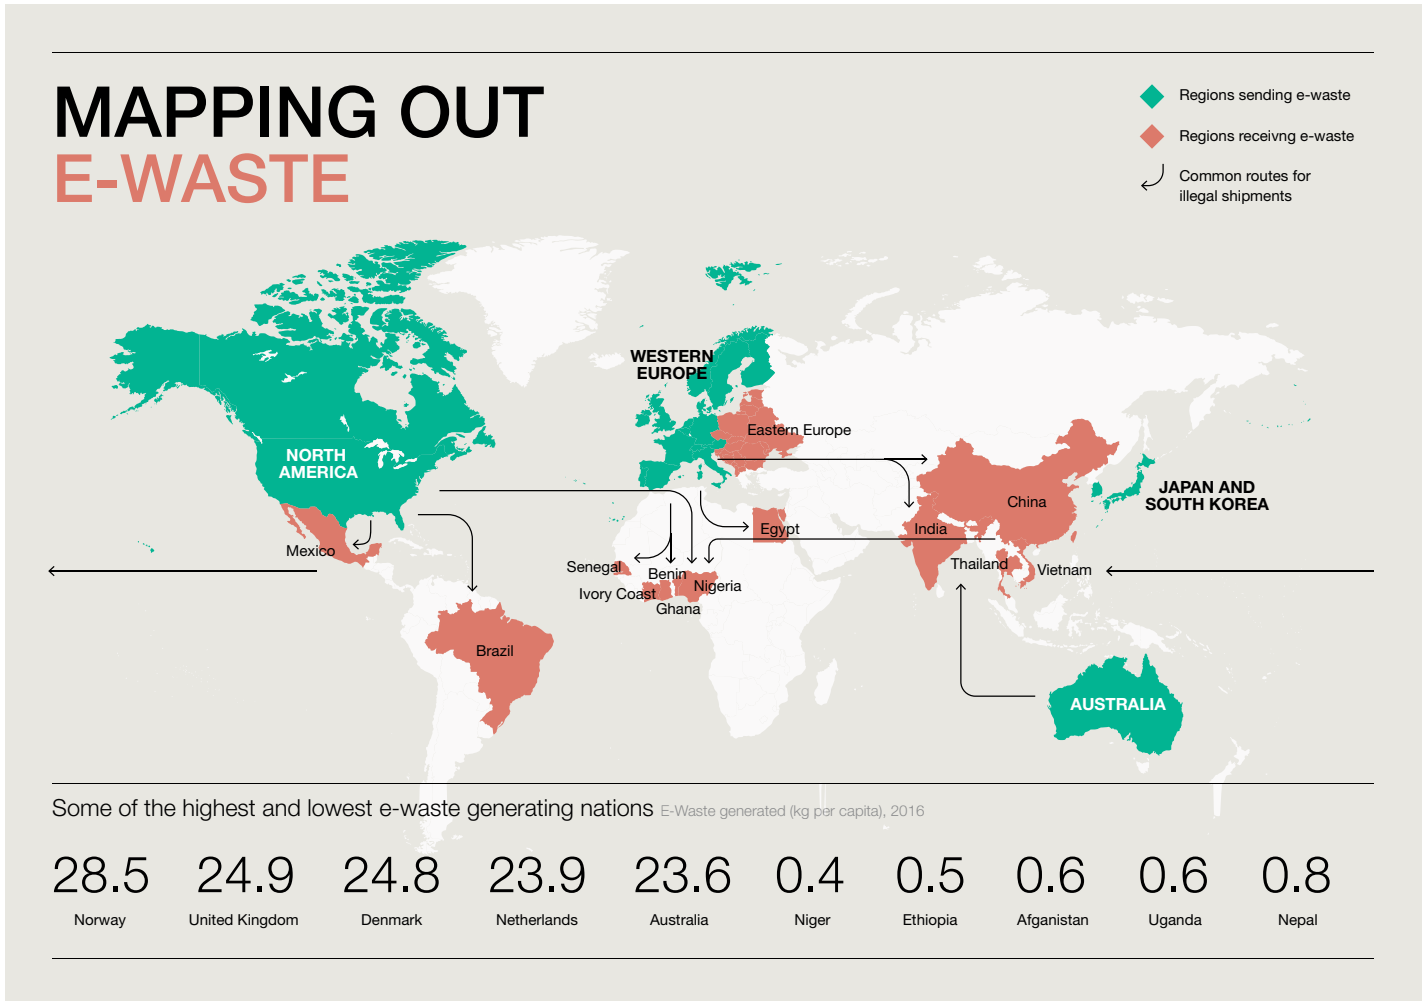 MAPPING OUT
E-WASTE
Regions sending e-waste
Regions receivng e-waste
Common routes for
illegal shipments
WESTERN
EUROPE
Eastern Europe
NORTH
AMERICA
China
JAPAN AND
SOUTH KOREA
Egypt
India
Mexico
Senegal
Benin
Thailand
Vietnam
Nigeria
Ivory Coast
Ghana
Brazil
AUSTRALIA
Some of the highest and lowest e-waste generating nations E-Waste generated (kg per capita), 2016
28.5 24.9 24.8 23.9 23.6 0.4 0.5 0.6 0.6 0.8
Norway United Kingdom Denmark Netherlands Australia Niger Ethiopia Afganistan Uganda Nepal